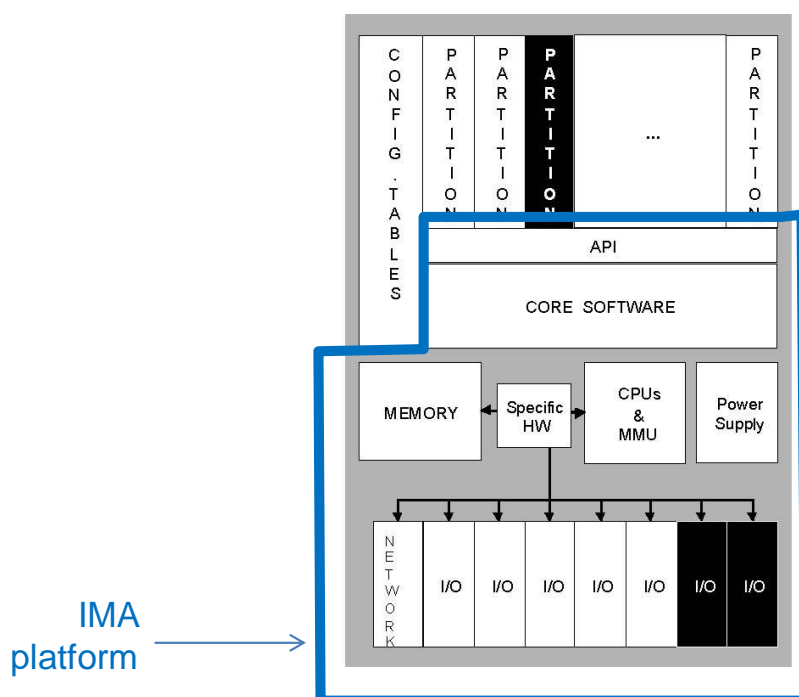 CONFIG.TABLES
PARTITION
PARTITION
PARTITION
...
PARTITION
API
CORE SOFTWARE
MEMORY
Specific
HW
CPUs
&
MMU
Power
Supply
NETWORK
I/O
I/O
I/O
I/O
I/O
I/O
I/O
IMA
platform